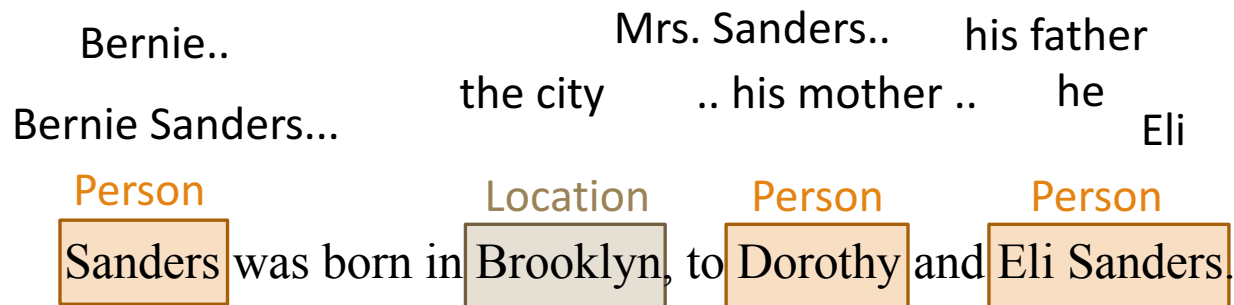 Bernie..
Mrs. Sanders..
his father
the city
.. his mother ..
he
Bernie Sanders...
Eli
Person
Location
Person
Person
Sanders was born in Brooklyn, to Dorothy and Eli Sanders.